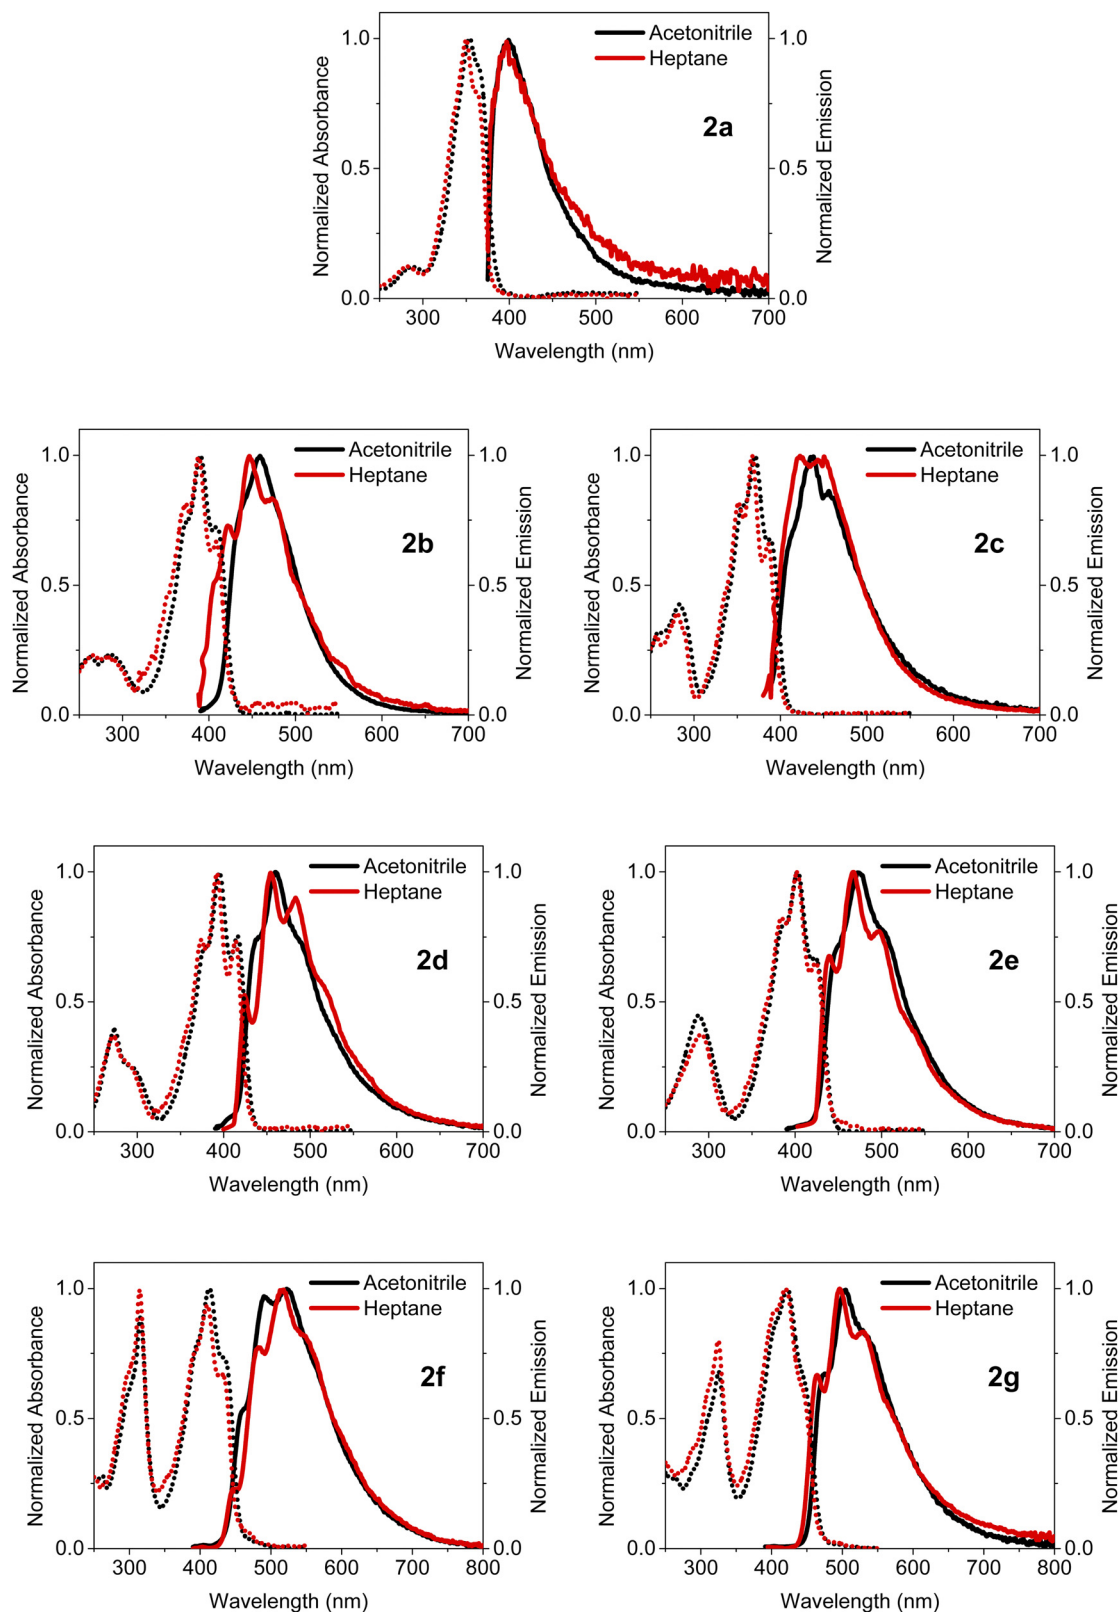 Acetonitrile
Heptane
2a
1.0
0.5
0.0
1.0
0.5
0.0
300 400 500 600 700
Normalized Absorbance
Normalized Emission
Wavelength (nm)
Acetonitrile
Heptane
2b
1.0
0.5
0.0
1.0
0.5
0.0
300 400 500 600 700
Normalized Absorbance
Normalized Emission
Wavelength (nm)
Acetonitrile
Heptane
2c
1.0
0.5
0.0
1.0
0.5
0.0
300 400 500 600 700
Normalized Absorbance
Normalized Emission
Wavelength (nm)
Acetonitrile
Heptane
2d
1.0
0.5
0.0
1.0
0.5
0.0
300 400 500 600 700
Normalized Absorbance
Normalized Emission
Wavelength (nm)
Acetonitrile
Heptane
2e
1.0
0.5
0.0
1.0
0.5
0.0
300 400 500 600 700
Normalized Absorbance
Normalized Emission
Wavelength (nm)
Acetonitrile
Heptane
2f
1.0
0.5
0.0
1.0
0.5
0.0
300 400 500 600 700 800
Normalized Absorbance
Normalized Emission
Wavelength (nm)
Acetonitrile
Heptane
2g
1.0
0.5
0.0
1.0
0.5
0.0
300 400 500 600 700 800
Normalized Absorbance
Normalized Emission
Wavelength (nm)